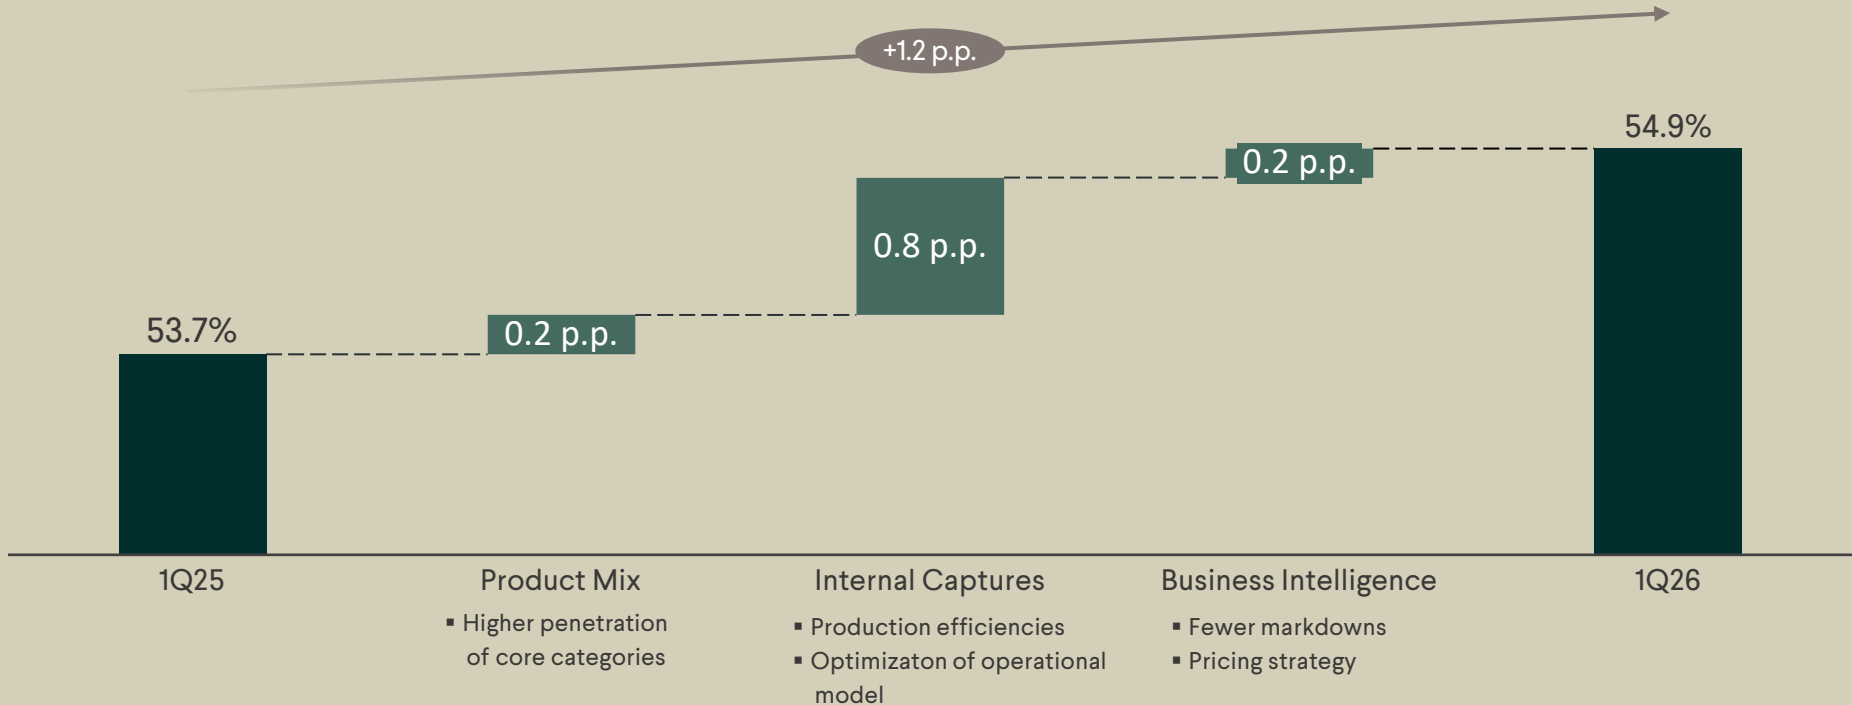 +1.2 p.p.
54.9%
0.2 p.p.
0.8 p.p.
53.7%
0.2 p.p.
1Q25
Product Mix
Internal Captures
Business Intelligence
1Q26
▪ Higher penetration
of core categories
▪ Production efficiencies
▪ Optimizaton of operational
model
▪ Fewer markdowns
▪ Pricing strategy